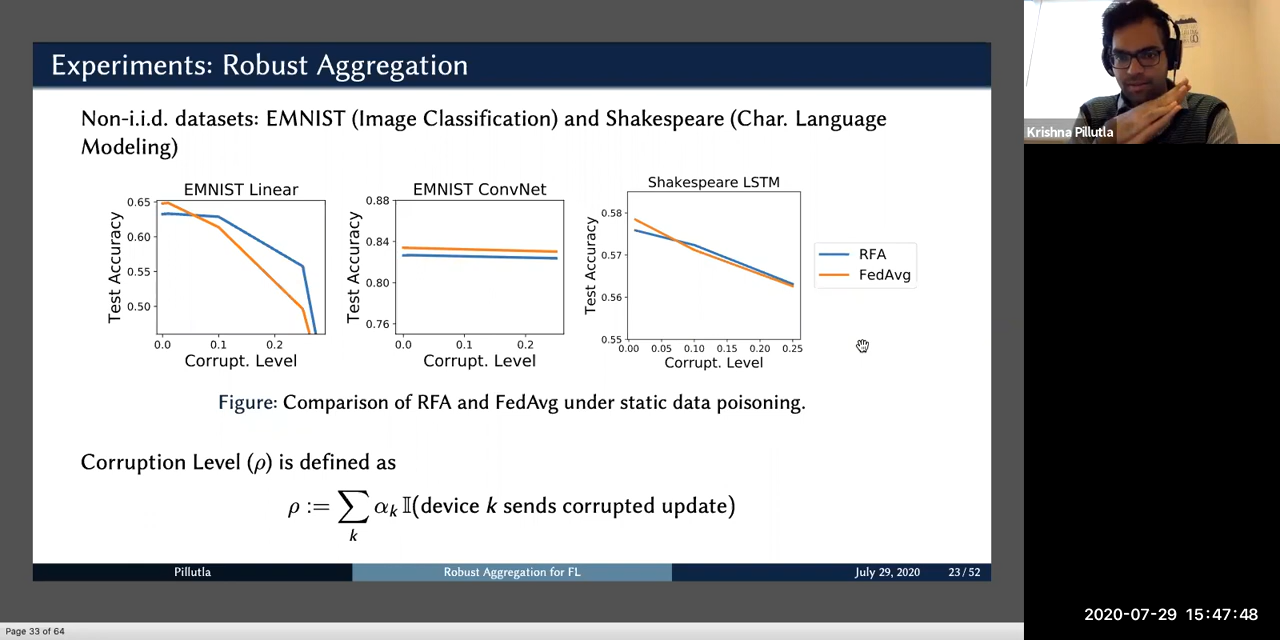 Experiments: Robust Aggregation
Krishna Pillutla
Non-i.i.d. datasets: EMNIST (Image Classification) and Shakespeare (Char. Language
Modeling)
EMNIST Linear
0.65
0.60
0.55
0.50
Test Accuracy
0.0 0.1 0.2
Corrupt. Level
EMNIST ConvNet
0.88
0.84
0.80
0.76
Test Accuracy
0.0 0.1 0.2
Corrupt. Level
Shakespeare LSTM
0.58
0.57
0.56
0.55
Test Accuracy
0.00 0.05 0.10 0.15 0.20 0.25
Corrupt. Level
RFA
FedAvg
Figure: Comparison of RFA and FedAvg under static data poisoning.
Corruption Level (ρ) is defined as
ρ := ∑ αk 𝕀(device k sends corrupted update)
k
Pillutla
Robust Aggregation for FL
July 29, 2020 23 / 52
2020-07-29 15:47:48
Page 33 of 64